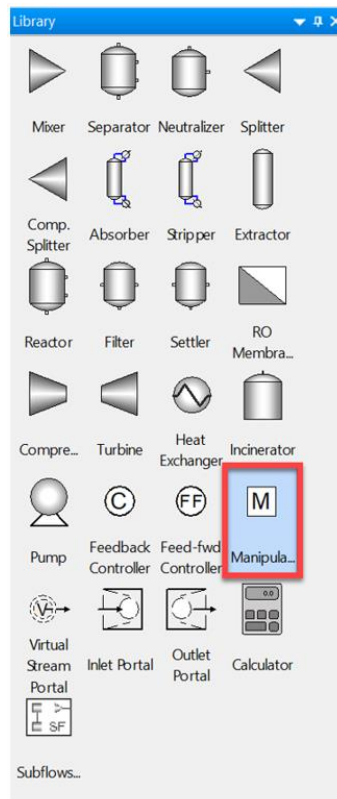 Library
Mixer Separator Neutralizer Splitter
Comp.
Splitter Absorber Stripper Extractor
Reactor Filter Settler RO
Membra...
Compre... Turbine Heat
Exchanger Incinerator
C FF M
Pump Feedback
Controller Feed-fwd
Controller Manipula...
V
0.0
Virtual
Stream
Portal Inlet Portal Outlet
Portal Calculator
SF
Subflows...